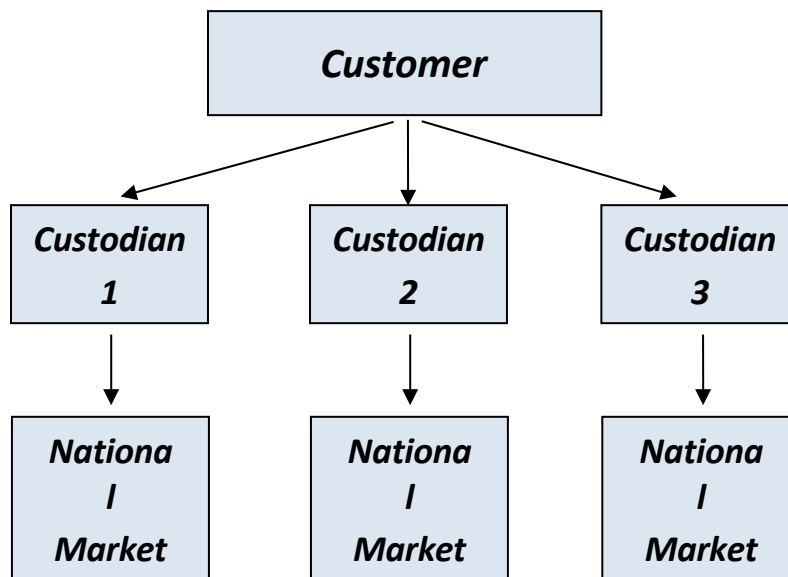 Customer
Custodian
1
Custodian
2
Custodian
3
Nationa
l
Market
Nationa
l
Market
Nationa
l
Market